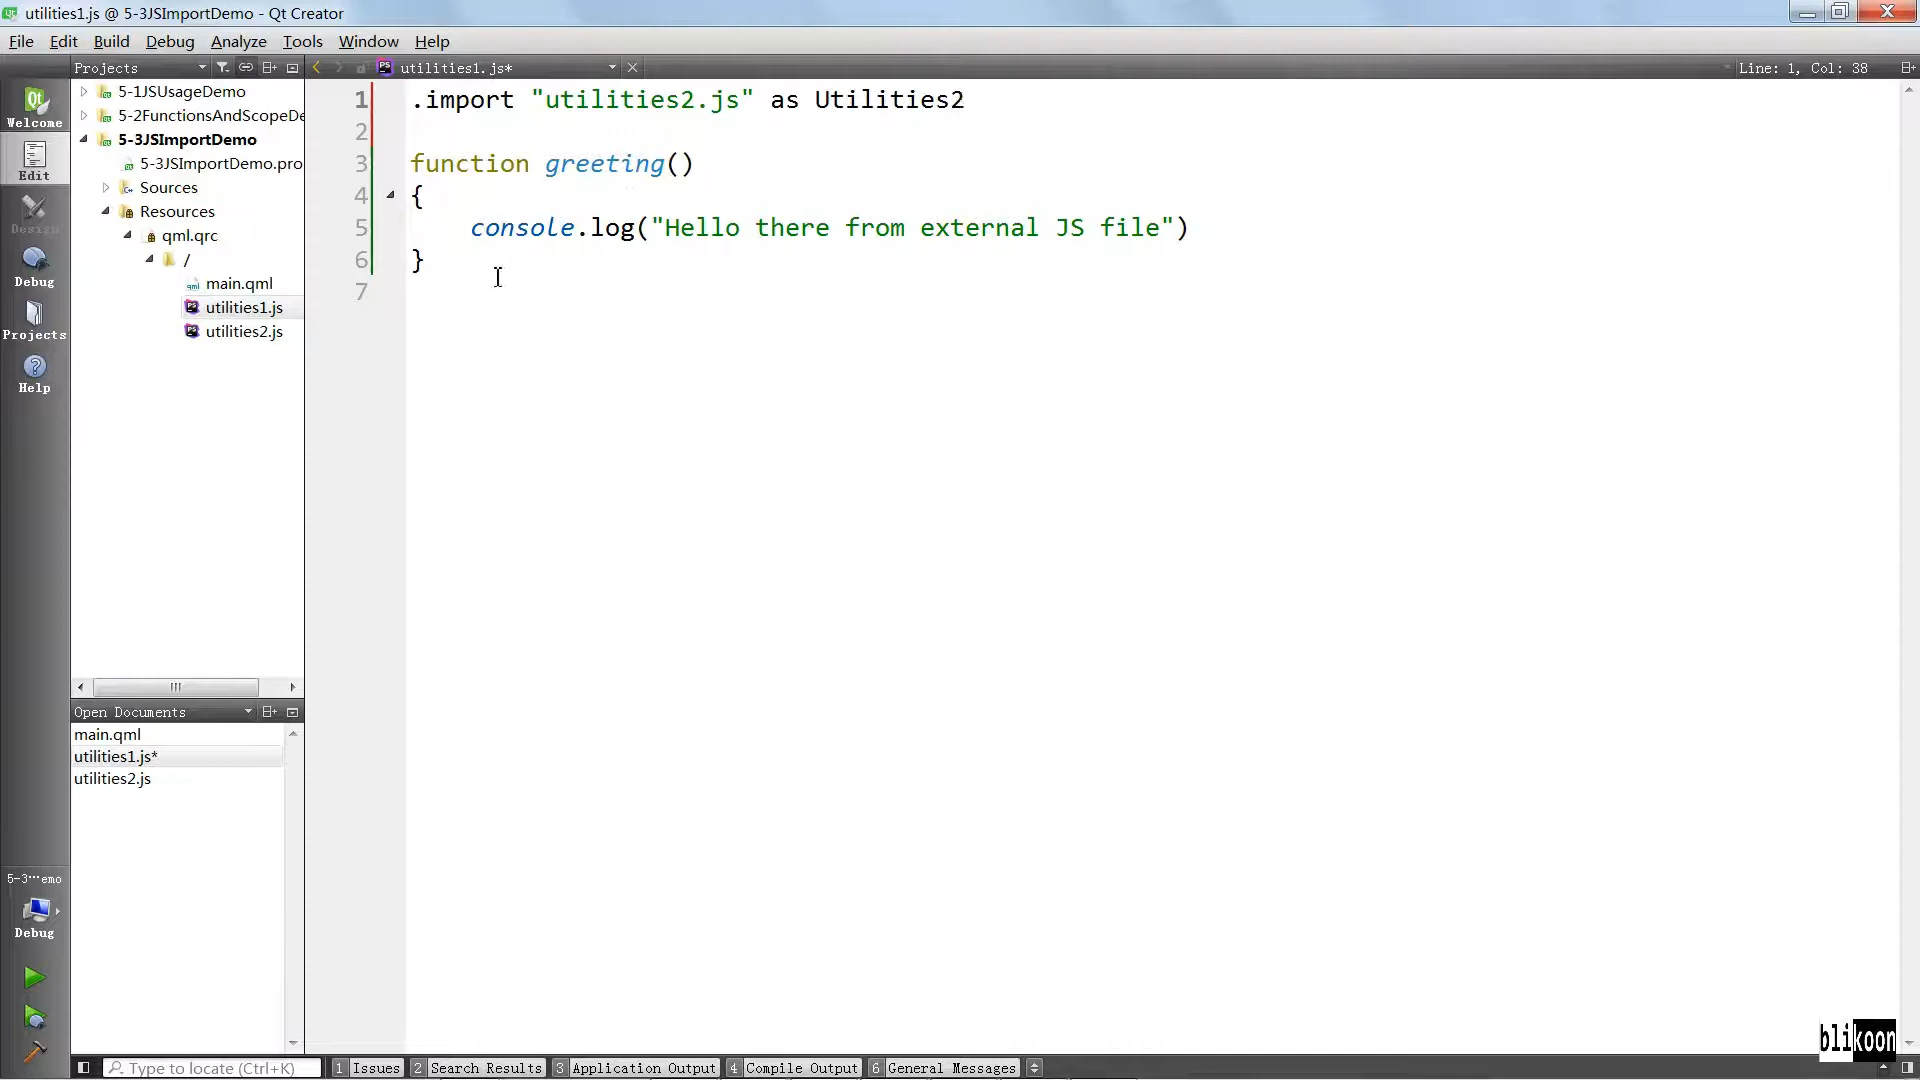 utilities1.js @ 5-3JSImportDemo - Qt Creator
File Edit Build Debug Analyze Tools Window Help
Projects
utilities1.js*
Line: 1, Col: 38
Welcome
Edit
Design
Debug
Projects
Help
5-1JSUsageDemo
5-2FunctionsAndScopeDe
5-3JSImportDemo
5-3JSImportDemo.pro
Sources
Resources
qml.qrc
/
main.qml
utilities1.js
utilities2.js
1 .import "utilities2.js" as Utilities2
2
3 function greeting()
4 {
5 console.log("Hello there from external JS file")
6 }
7
Open Documents
main.qml
utilities1.js*
utilities2.js
5-3···emo
Debug
Type to locate (Ctrl+K)
1 Issues 2 Search Results 3 Application Output 4 Compile Output 6 General Messages
blikoon